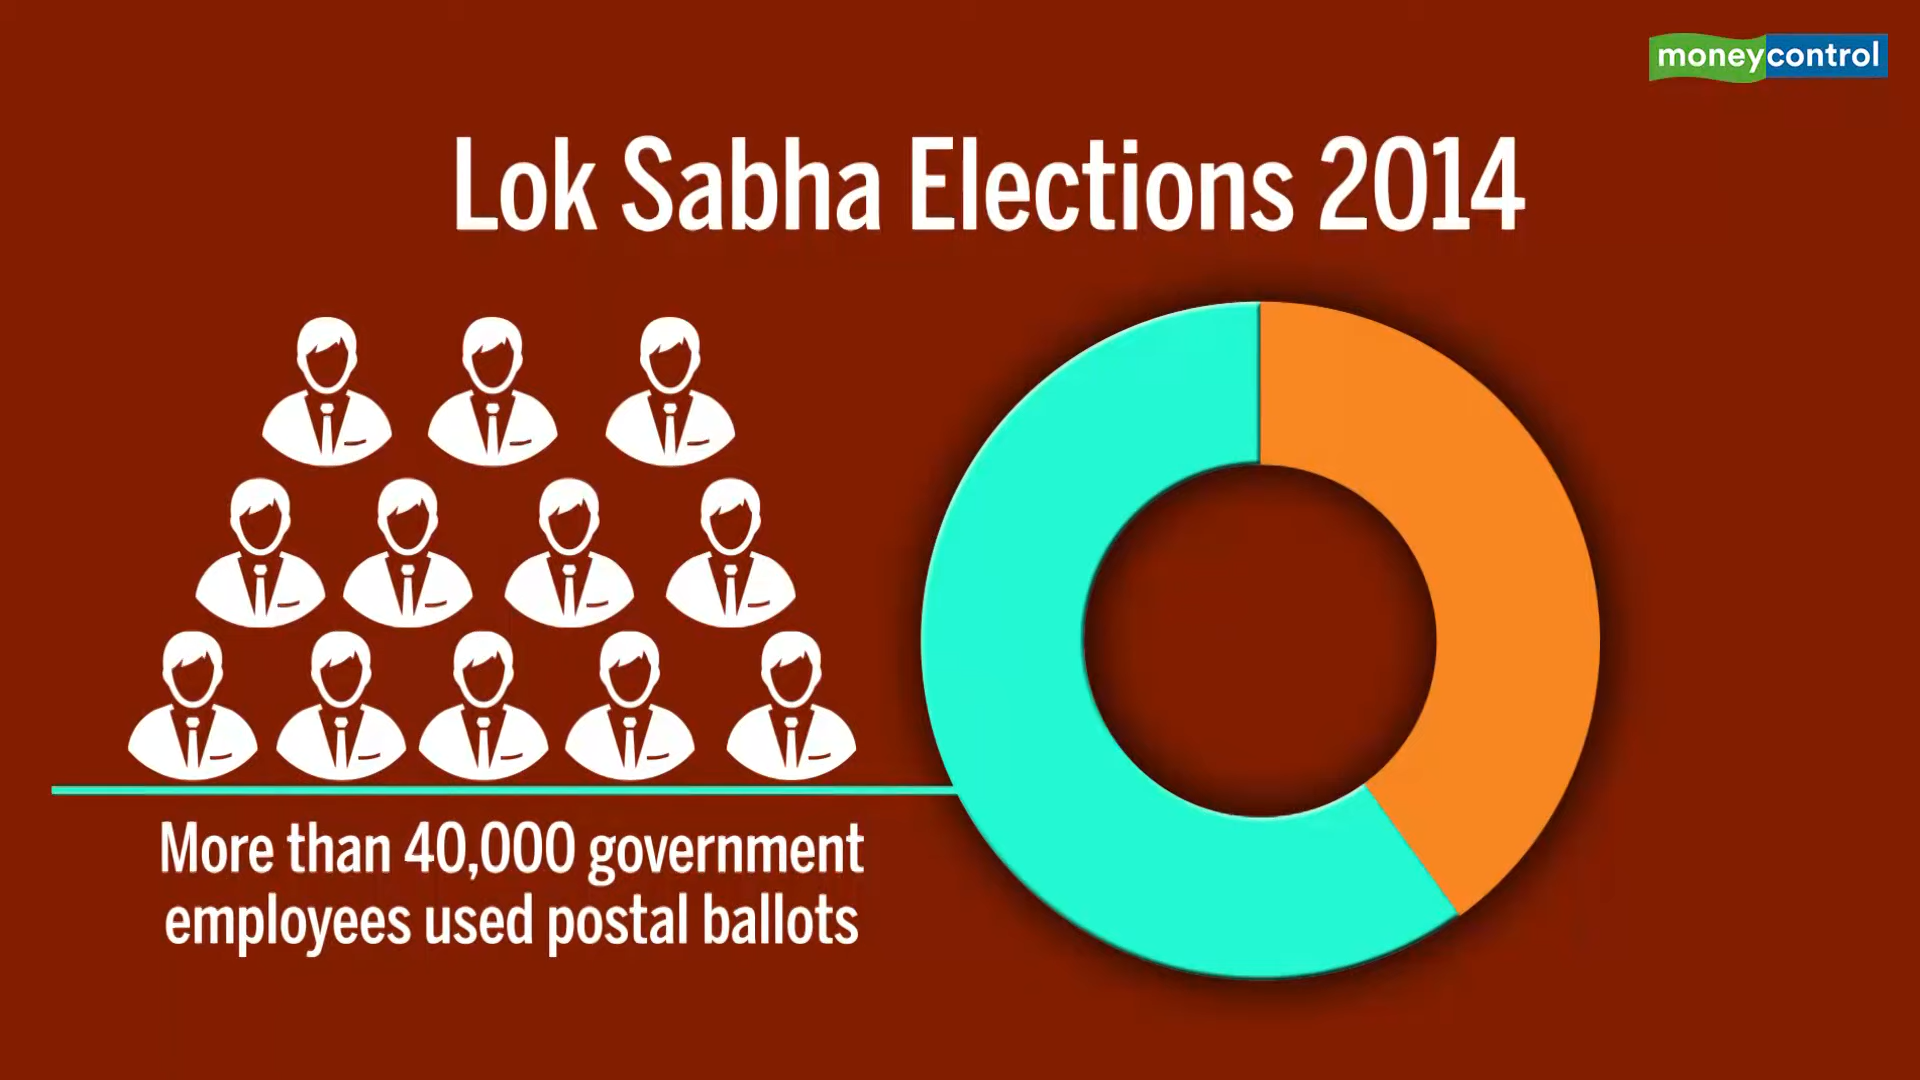 moneycontrol
Lok Sabha Elections 2014
More than 40,000 government
employees used postal ballots